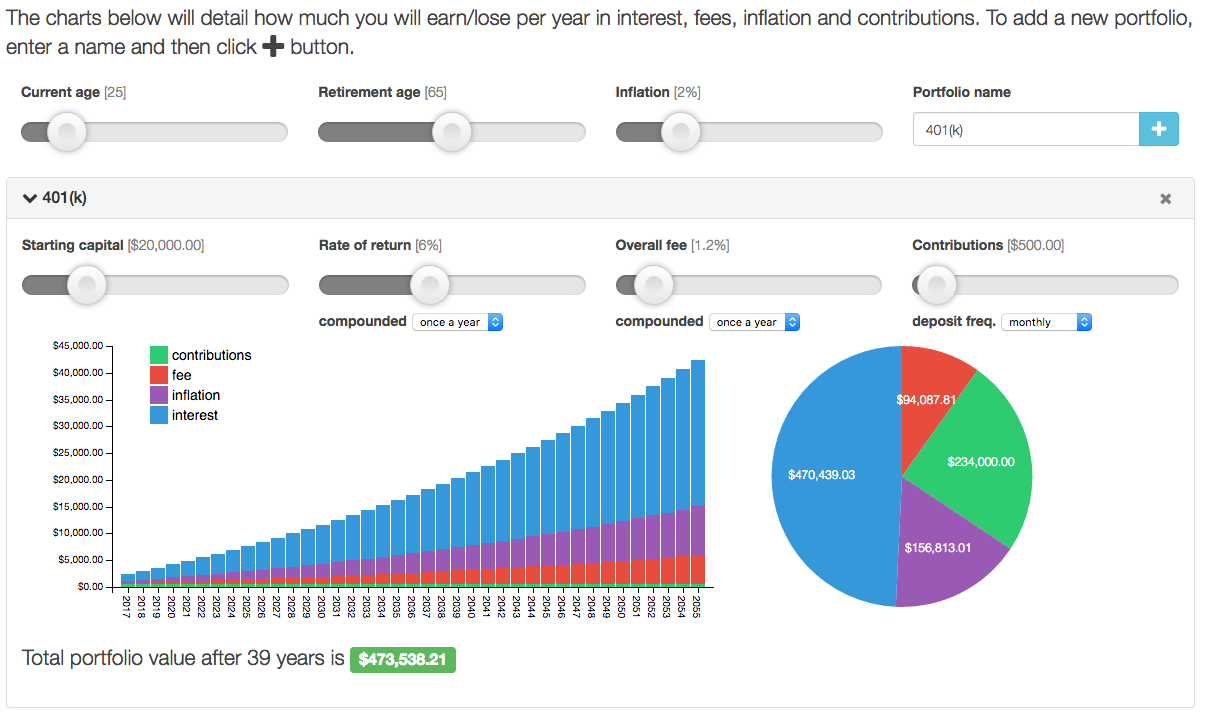 The charts below will detail how much you will earn/lose per year in interest, fees, inflation and contributions. To add a new portfolio,
enter a name and then click + button.
Current age [25]
Retirement age [65]
Inflation [2%]
Portfolio name
401(k)
+
401(k)
Starting capital [$20,000.00]
Rate of return [6%]
Overall fee [1.2%]
Contributions [$500.00]
compounded once a year
compounded once a year
deposit freq. monthly
$45,000.00
$40,000.00
$35,000.00
$30,000.00
$25,000.00
$20,000.00
$15,000.00
$10,000.00
$5,000.00
$0.00
contributions
fee
inflation
interest
2017
2018
2019
2020
2021
2022
2023
2024
2025
2026
2027
2028
2029
2030
2031
2032
2033
2034
2035
2036
2037
2038
2039
2040
2041
2042
2043
2044
2045
2046
2047
2048
2049
2050
2051
2052
2053
2054
2055
$94,087.81
$234,000.00
$470,439.03
$156,813.01
Total portfolio value after 39 years is $473,538.21